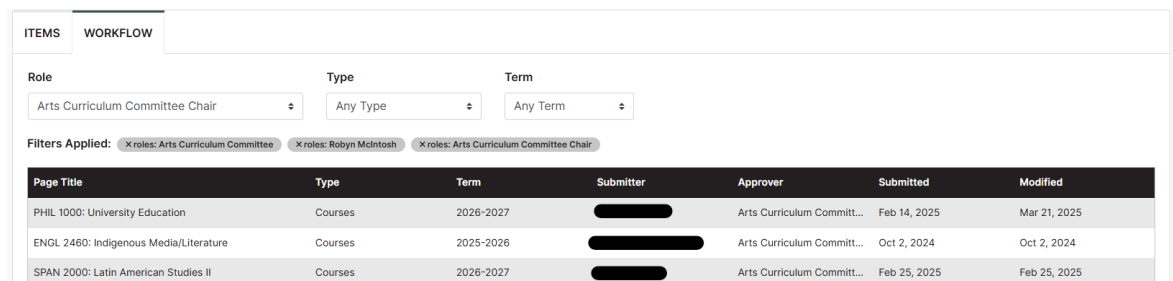 ITEMS WORKFLOW
Role Type Term
Arts Curriculum Committee Chair Any Type Any Term
Filters Applied: ×roles: Arts Curriculum Committee ×roles: Robyn McIntosh ×roles: Arts Curriculum Committee Chair
Page Title Type Term Submitter Approver Submitted Modified
PHIL 1000: University Education Courses 2026-2027 Arts Curriculum Committ... Feb 14, 2025 Mar 21, 2025
ENGL 2460: Indigenous Media/Literature Courses 2025-2026 Arts Curriculum Committ... Oct 2, 2024 Oct 2, 2024
SPAN 2000: Latin American Studies II Courses 2026-2027 Arts Curriculum Committ... Feb 25, 2025 Feb 25, 2025